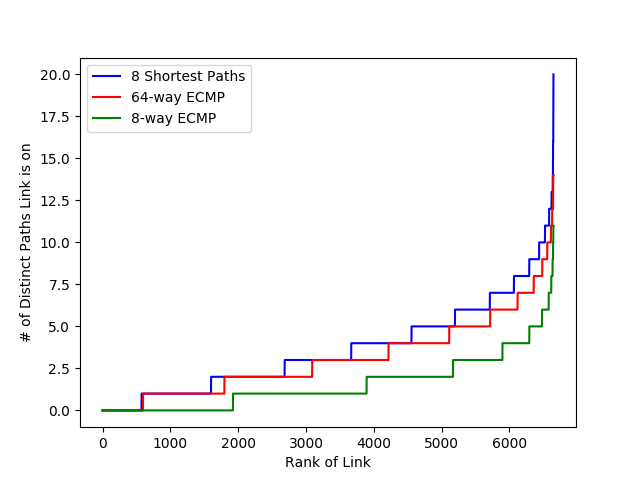 20.0
17.5
15.0
12.5
10.0
7.5
5.0
2.5
0.0
# of Distinct Paths Link is on
8 Shortest Paths
64-way ECMP
8-way ECMP
0 1000 2000 3000 4000 5000 6000
Rank of Link